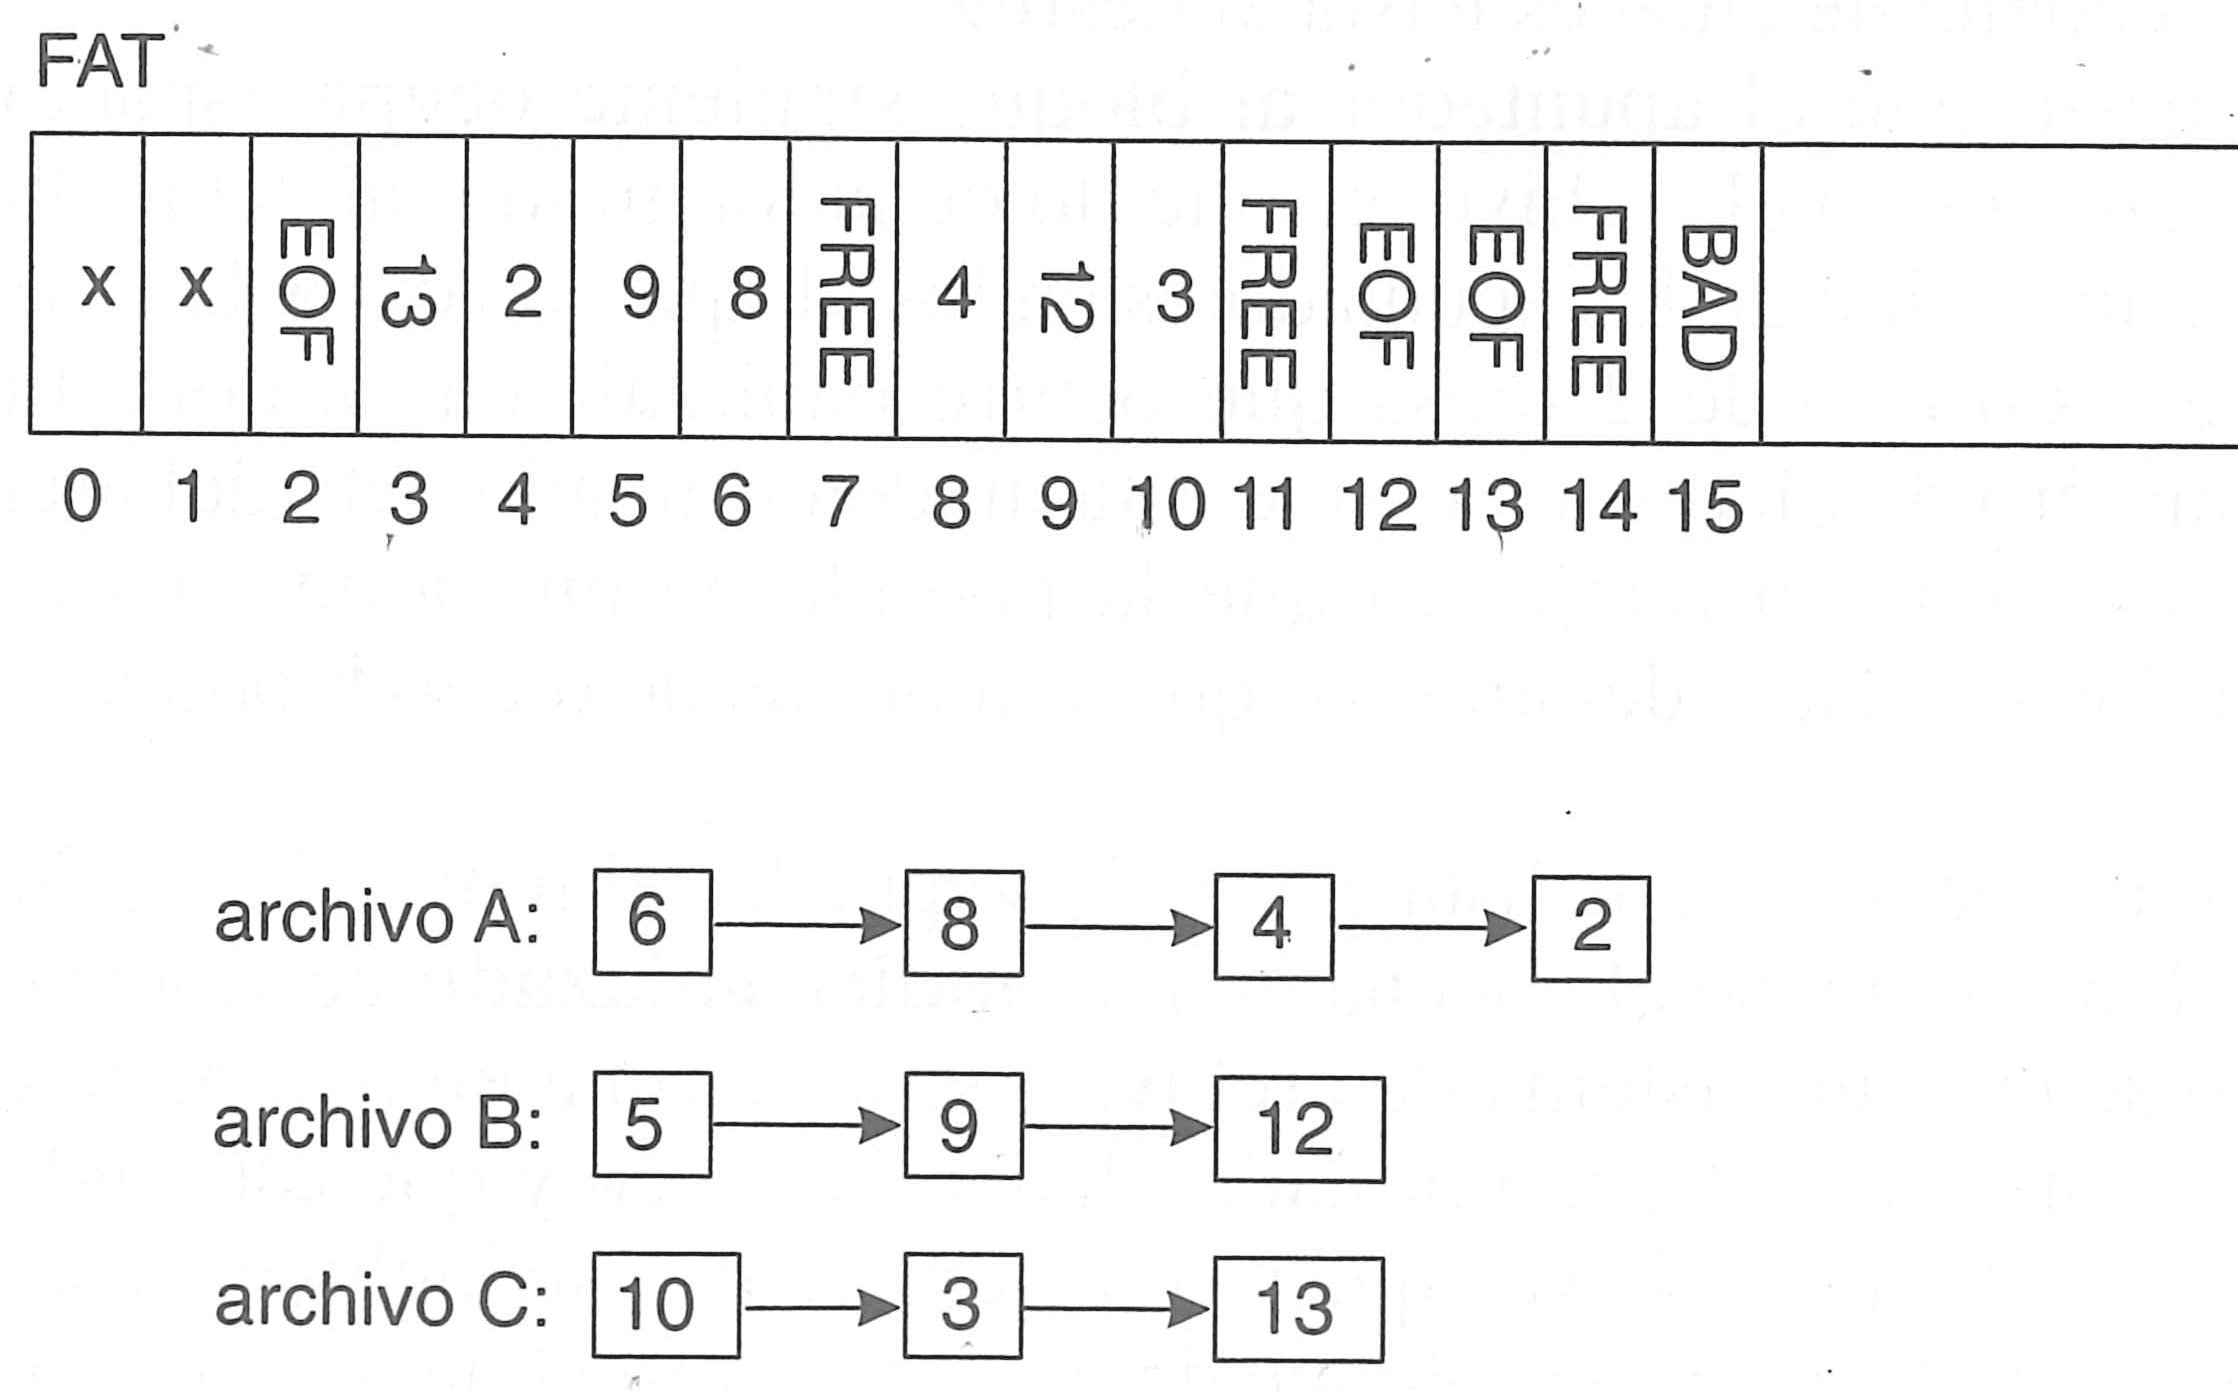 FAT
x x EOF 13 2 9 8 FREE 4 12 3 FREE EOF EOF FREE BAD
0 1 2 3 4 5 6 7 8 9 10 11 12 13 14 15
archivo A: 6 8 4 2
archivo B: 5 9 12
archivo C: 10 3 13